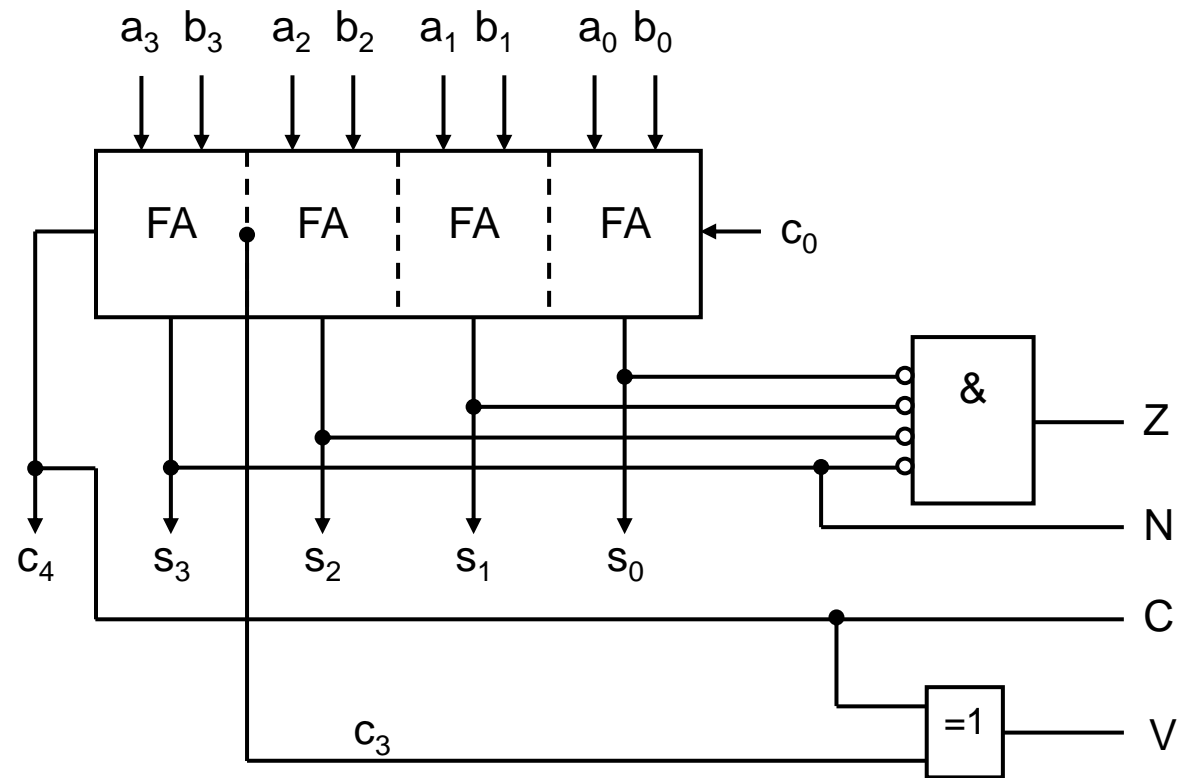 a₃ b₃ a₂ b₂ a₁ b₁ a₀ b₀
FA FA FA FA
c₀
&
Z
N
c₄ s₃ s₂ s₁ s₀
C
=1
c₃
V